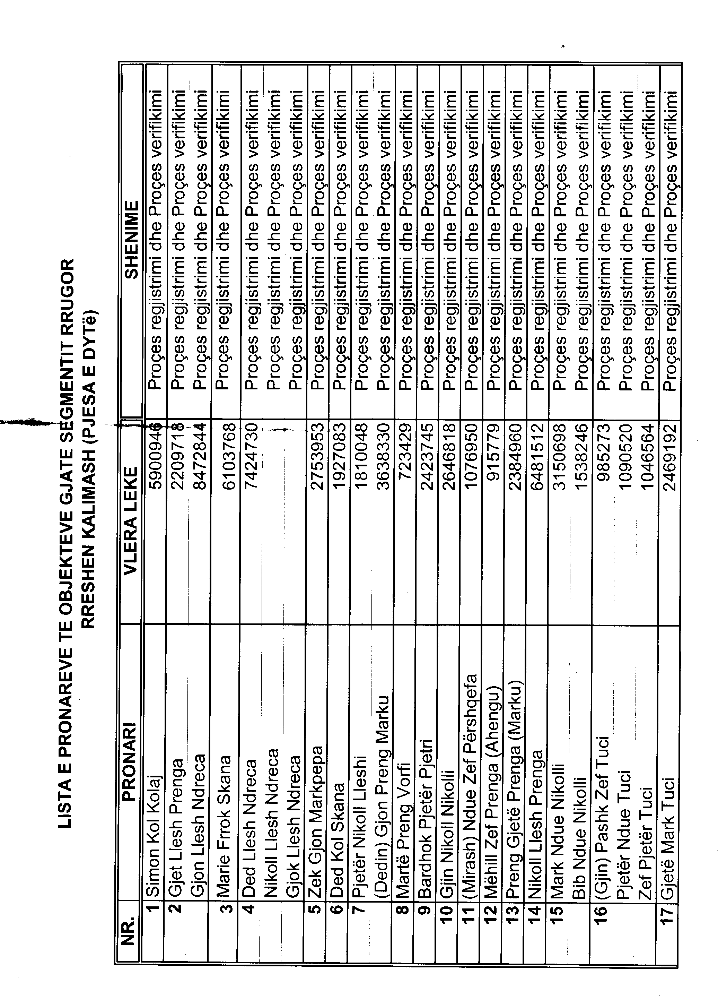 LISTA E PRONAREVE TE OBJEKTEVE GJATE SEGMENTIT RRUGOR
RRESHEN KALIMASH (PJESA E DYTë)
NR. PRONARI VLERA LEKE SHENIME
1 Simon Kol Kolaj 5900946 Proçes regjistrimi dhe Proçes verifikimi
2 Gjet Llesh Prenga 2209718 Proçes regjistrimi dhe Proçes verifikimi
Gjon Llesh Ndreca 8472844 Proçes regjistrimi dhe Proçes verifikimi
3 Marie Frrok Skana 6103768 Proçes regjistrimi dhe Proçes verifikimi
4 Ded Llesh Ndreca 7424730 Proçes regjistrimi dhe Proçes verifikimi
Nikoll Llesh Ndreca Proçes regjistrimi dhe Proçes verifikimi
Gjok Llesh Ndreca Proçes regjistrimi dhe Proçes verifikimi
5 Zek Gjon Markpepa 2753953 Proçes regjistrimi dhe Proçes verifikimi
6 Ded Kol Skana 1927083 Proçes regjistrimi dhe Proçes verifikimi
7 Pjetër Nikoll Lleshi 1810048 Proçes regjistrimi dhe Proçes verifikimi
(Dedin) Gjon Preng Marku 3638330 Proçes regjistrimi dhe Proçes verifikimi
8 Martë Preng Vorfi 723429 Proçes regjistrimi dhe Proçes verifikimi
9 Bardhok Pjetër Pjetri 2423745 Proçes regjistrimi dhe Proçes verifikimi
10 Gjin Nikoll Nikolli 2646818 Proçes regjistrimi dhe Proçes verifikimi
11 (Mirash) Ndue Zef Përshqefa 1076950 Proçes regjistrimi dhe Proçes verifikimi
12 Mëhill Zef Prenga (Ahengu) 915779 Proçes regjistrimi dhe Proçes verifikimi
13 Preng Gjetë Prenga (Marku) 2384960 Proçes regjistrimi dhe Proçes verifikimi
14 Nikoll Llesh Prenga 6481512 Proçes regjistrimi dhe Proçes verifikimi
15 Mark Ndue Nikolli 3150698 Proçes regjistrimi dhe Proçes verifikimi
Bib Ndue Nikolli 1538246 Proçes regjistrimi dhe Proçes verifikimi
16 (Gjin) Pashk Zef Tuci 985273 Proçes regjistrimi dhe Proçes verifikimi
Pjetër Ndue Tuci 1090520 Proçes regjistrimi dhe Proçes verifikimi
Zef Pjetër Tuci 1046564 Proçes regjistrimi dhe Proçes verifikimi
17 Gjetë Mark Tuci 2469192 Proçes regjistrimi dhe Proçes verifikimi